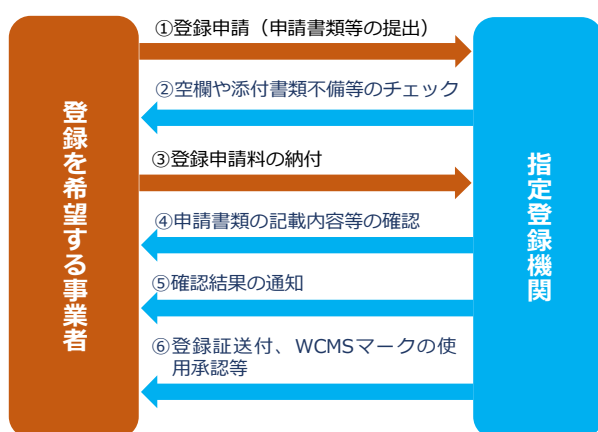 登録を希望する事業者
①登録申請（申請書類等の提出）
②空欄や添付書類不備等のチェック
③登録申請料の納付
④申請書類の記載内容等の確認
⑤確認結果の通知
⑥登録証送付、WCMSマークの使
用承認等
指定登録機関